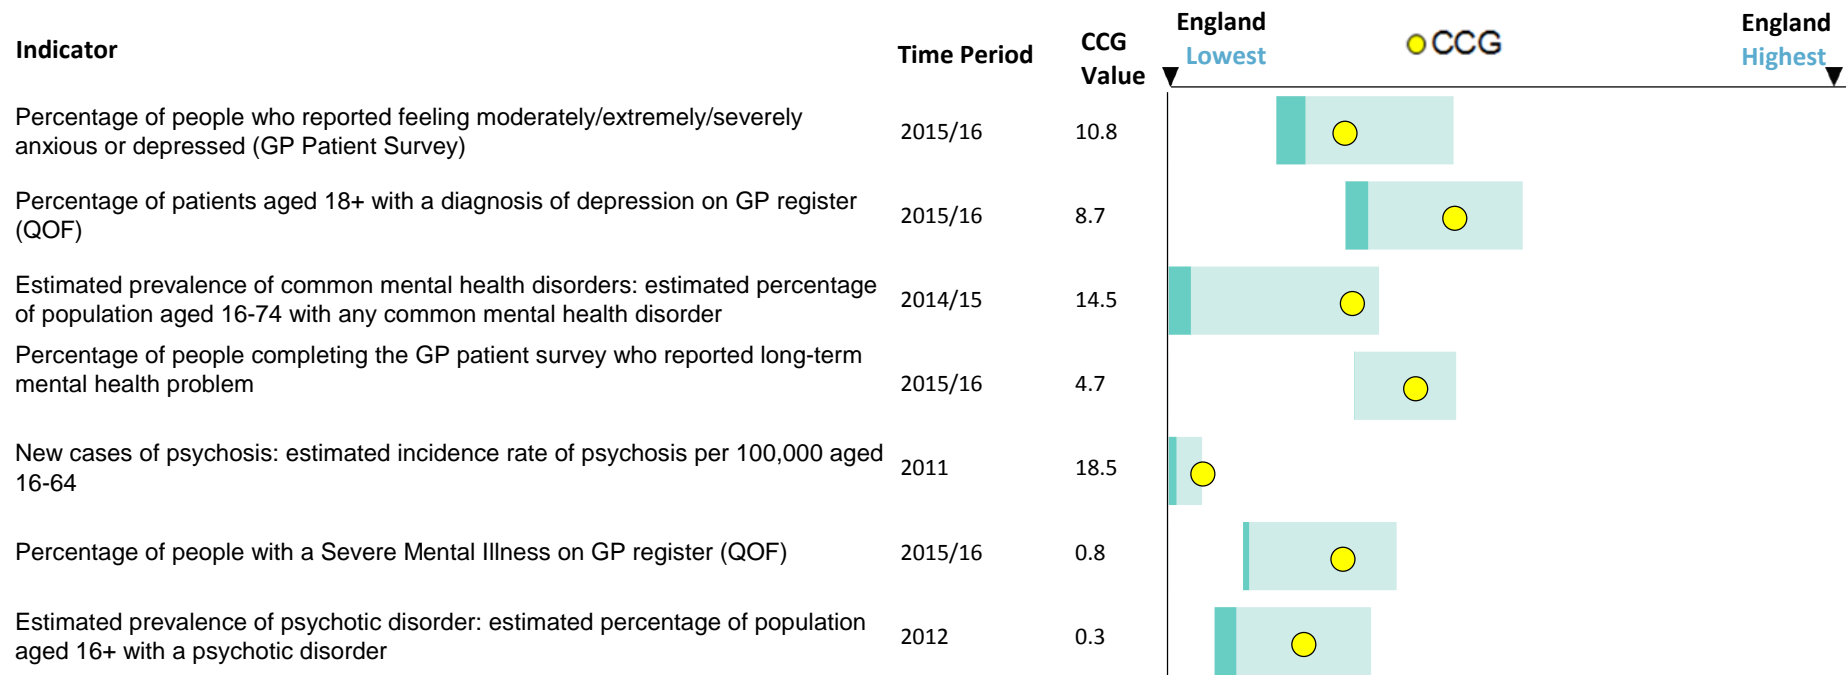 Indicator
Time Period
CCG
Value
England
Lowest
CCG
England
Highest
Percentage of people who reported feeling moderately/extremely/severely
anxious or depressed (GP Patient Survey)
2015/16
10.8
Percentage of patients aged 18+ with a diagnosis of depression on GP register
(QOF)
2015/16
8.7
Estimated prevalence of common mental health disorders: estimated percentage
of population aged 16-74 with any common mental health disorder
2014/15
14.5
Percentage of people completing the GP patient survey who reported long-term
mental health problem
2015/16
4.7
New cases of psychosis: estimated incidence rate of psychosis per 100,000 aged
16-64
2011
18.5
Percentage of people with a Severe Mental Illness on GP register (QOF)
2015/16
0.8
Estimated prevalence of psychotic disorder: estimated percentage of population
aged 16+ with a psychotic disorder
2012
0.3